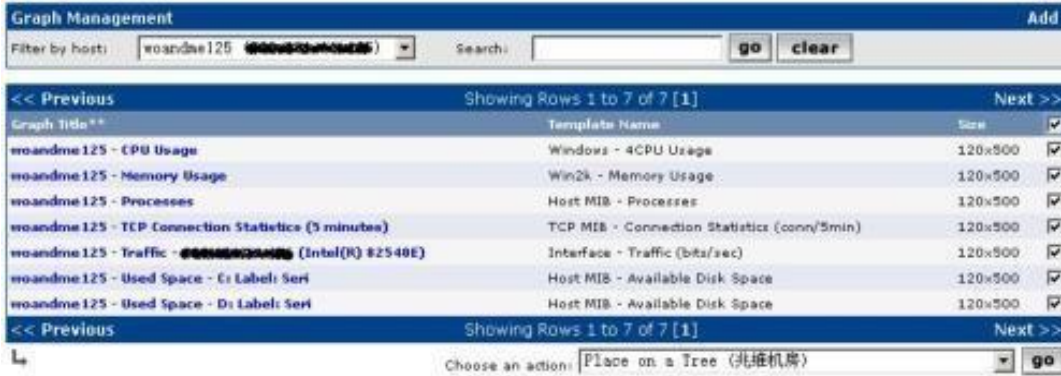 Graph Management Add
Filter by host: woandme125 ( ) Search: go clear
<< Previous Showing Rows 1 to 7 of 7 [1] Next >>
Graph Title** Template Name Size
woandme125 - CPU Usage Windows - 4CPU Usage 120x500
woandme125 - Memory Usage Win2k - Memory Usage 120x500
woandme125 - Processes Host MIB - Processes 120x500
woandme125 - TCP Connection Statistics (5 minutes) TCP MIB - Connection Statistics (conn/5min) 120x500
woandme125 - Traffic - (Intel(R) 82540E) Interface - Traffic (bits/sec) 120x500
woandme125 - Used Space - C: Label: Seri Host MIB - Available Disk Space 120x500
woandme125 - Used Space - D: Label: Seri Host MIB - Available Disk Space 120x500
<< Previous Showing Rows 1 to 7 of 7 [1] Next >>
Choose an action: Place on a Tree (兆维机房) go